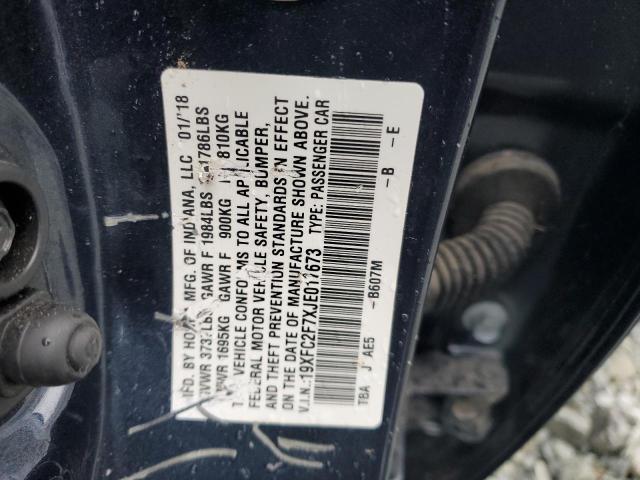 MFD. BY HONDA MFG. OF INDIANA, LLC 01/'18
GVWR 3737LBS GAWR F 1984LBS R 1786LBS
GVWR 1695KG GAWR F 900KG R 810KG
THIS VEHICLE CONFORMS TO ALL APPLICABLE
FEDERAL MOTOR VEHICLE SAFETY, BUMPER,
AND THEFT PREVENTION STANDARDS IN EFFECT
ON THE DATE OF MANUFACTURE SHOWN ABOVE.
V.I.N.:19XFC2F7XJE011673 TYPE: PASSENGER CAR
TBA J AE5 -B607M -B -E